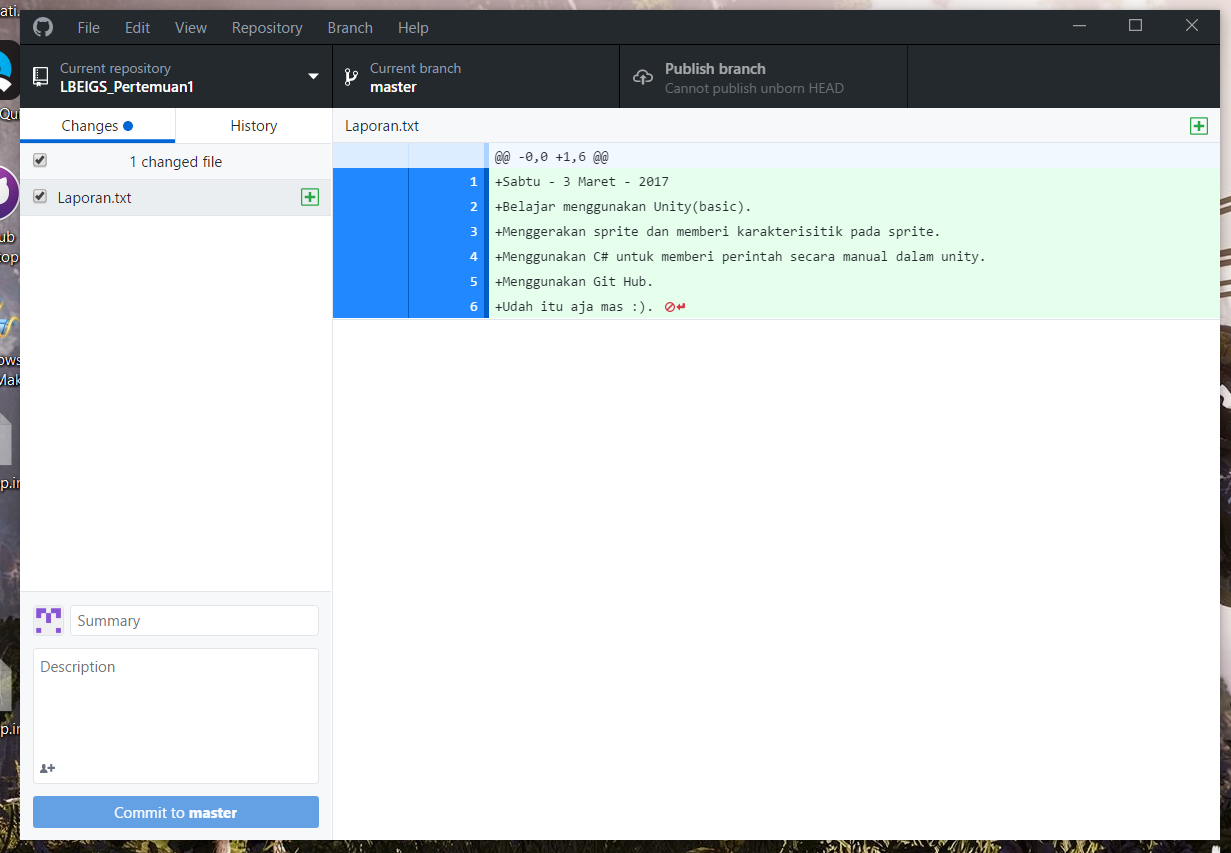 File Edit View Repository Branch Help
Current repository
LBEIGS_Pertemuan1
Current branch
master
Publish branch
Cannot publish unborn HEAD
Changes History
1 changed file
Laporan.txt
Laporan.txt
@@ -0,0 +1,6 @@
1 +Sabtu - 3 Maret - 2017
2 +Belajar menggunakan Unity(basic).
3 +Menggerakan sprite dan memberi karakterisitik pada sprite.
4 +Menggunakan C# untuk memberi perintah secara manual dalam unity.
5 +Menggunakan Git Hub.
6 +Udah itu aja mas :).
Summary
Description
Commit to master